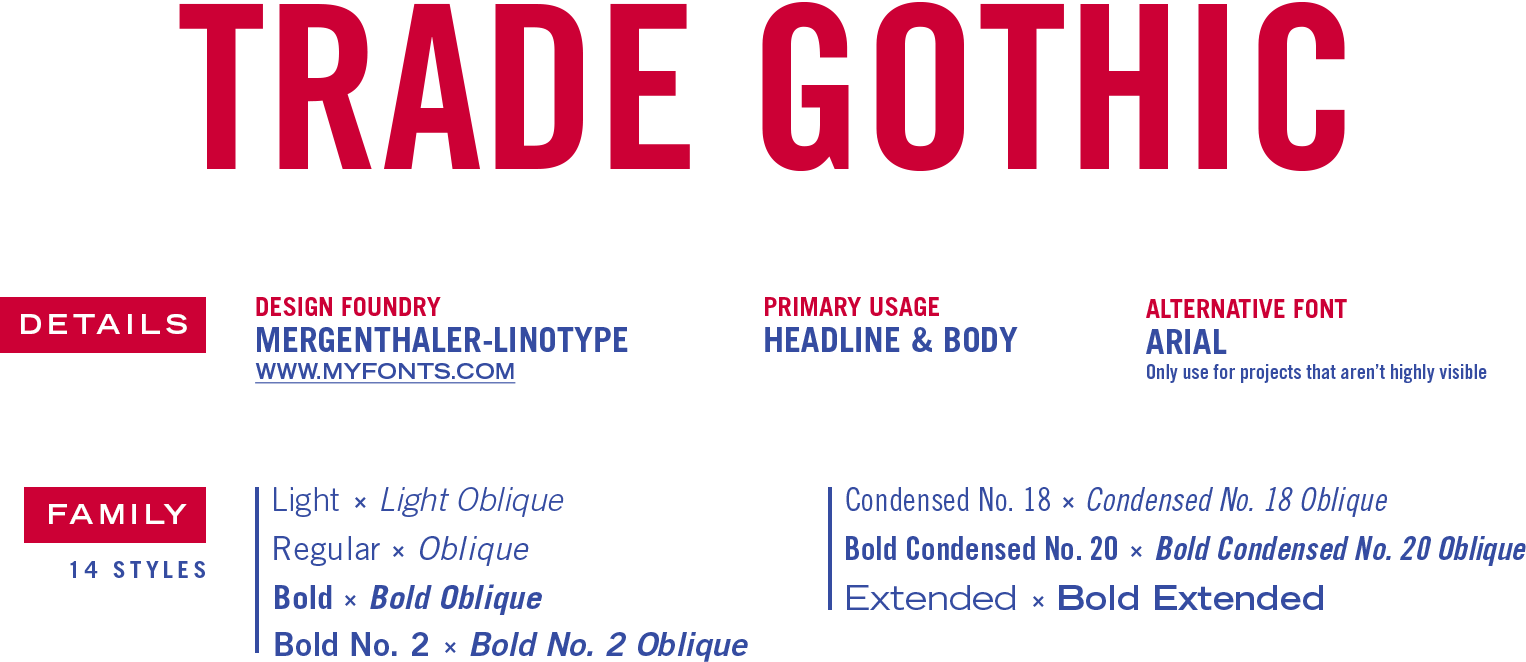 TRADE GOTHIC
DETAILS
DESIGN FOUNDRY
MERGENTHALER-LINOTYPE
WWW.MYFONTS.COM
PRIMARY USAGE
HEADLINE & BODY
ALTERNATIVE FONT
ARIAL
Only use for projects that aren't highly visible
FAMILY
14 STYLES
Light × Light Oblique
Regular × Oblique
Bold × Bold Oblique
Bold No. 2 × Bold No. 2 Oblique
Condensed No. 18 × Condensed No. 18 Oblique
Bold Condensed No. 20 × Bold Condensed No. 20 Oblique
Extended × Bold Extended